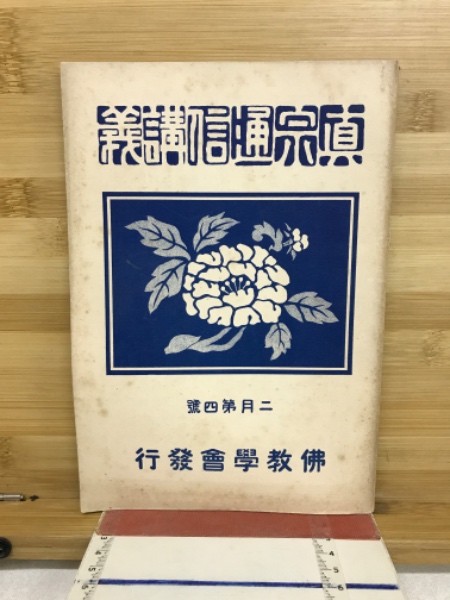 眞宗通信講義
二月第四號
佛教學會發行